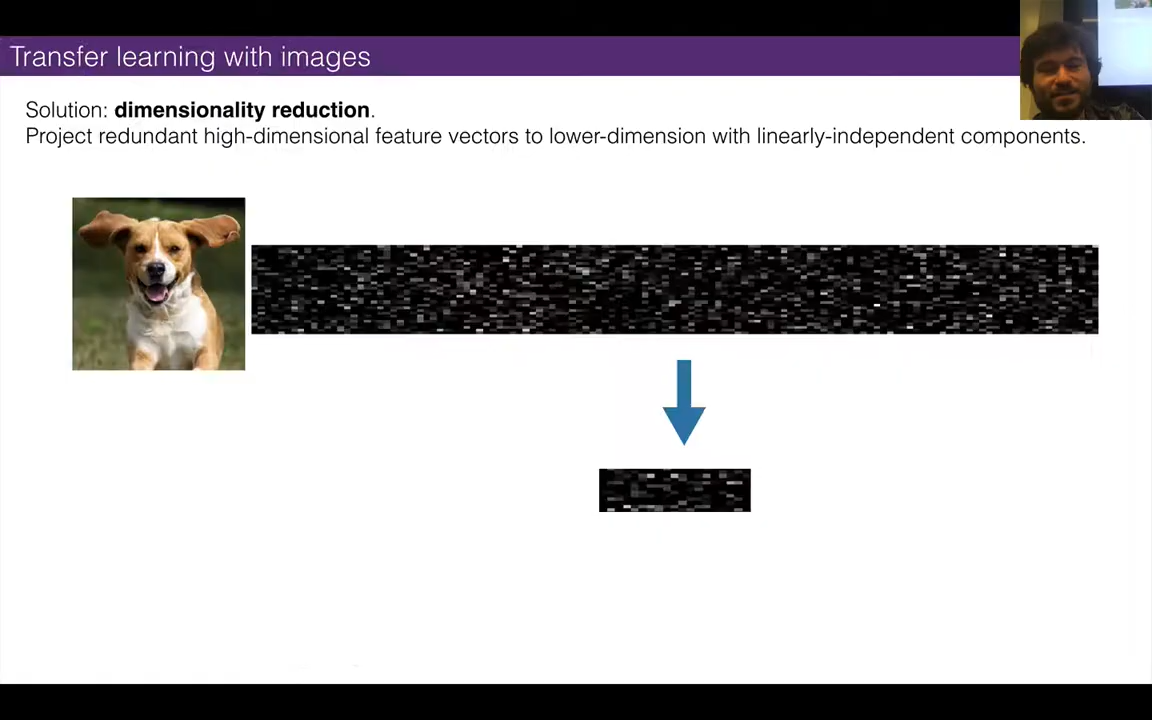 Transfer learning with images
Solution: dimensionality reduction.
Project redundant high-dimensional feature vectors to lower-dimension with linearly-independent components.